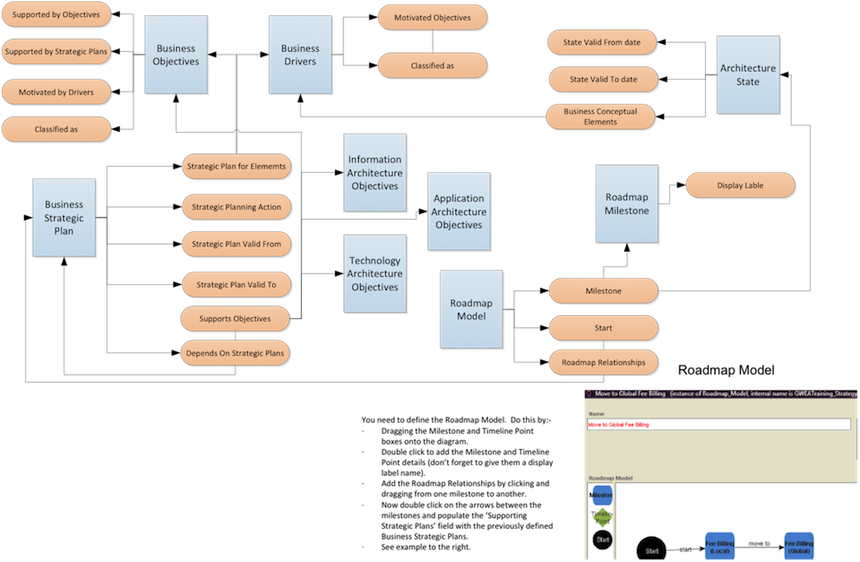 Supported by Objectives
Supported by Strategic Plans
Motivated by Drivers
Classified as
Business
Objectives
Business
Drivers
Motivated Objectives
Classified as
State Valid From date
State Valid To date
Business Conceptual
Elements
Architecture
State
Business
Strategic
Plan
Strategic Plan for Elememts
Strategic Planning Action
Strategic Plan Valid From
Strategic Plan Valid To
Supports Objectives
Depends On Strategic Plans
Information
Architecture
Objectives
Application
Architecture
Objectives
Technology
Architecture
Objectives
Roadmap
Milestone
Display Lable
Roadmap
Model
Milestone
Start
Roadmap Relationships
Roadmap Model
You need to define the Roadmap Model. Do this by:-
· Dragging the Milestone and Timeline Point
boxes onto the diagram.
· Double click to add the Milestone and Timeline
Point details (don't forget to give them a display
label name).
· Add the Roadmap Relationships by clicking and
dragging from one milestone to another.
· Now double click on the arrows between the
milestones and populate the 'Supporting
Strategic Plans' field with the previously defined
Business Strategic Plans.
· See example to the right.
Move to Global Fee Billing (instance of Roadmap_Model, internal name is GWEATraining_Strategy
Name
Move to Global Fee Billing
Roadmap Model
Start
Start
start
Fee Billing
(Local)
move to
Fee Billing
(Global)